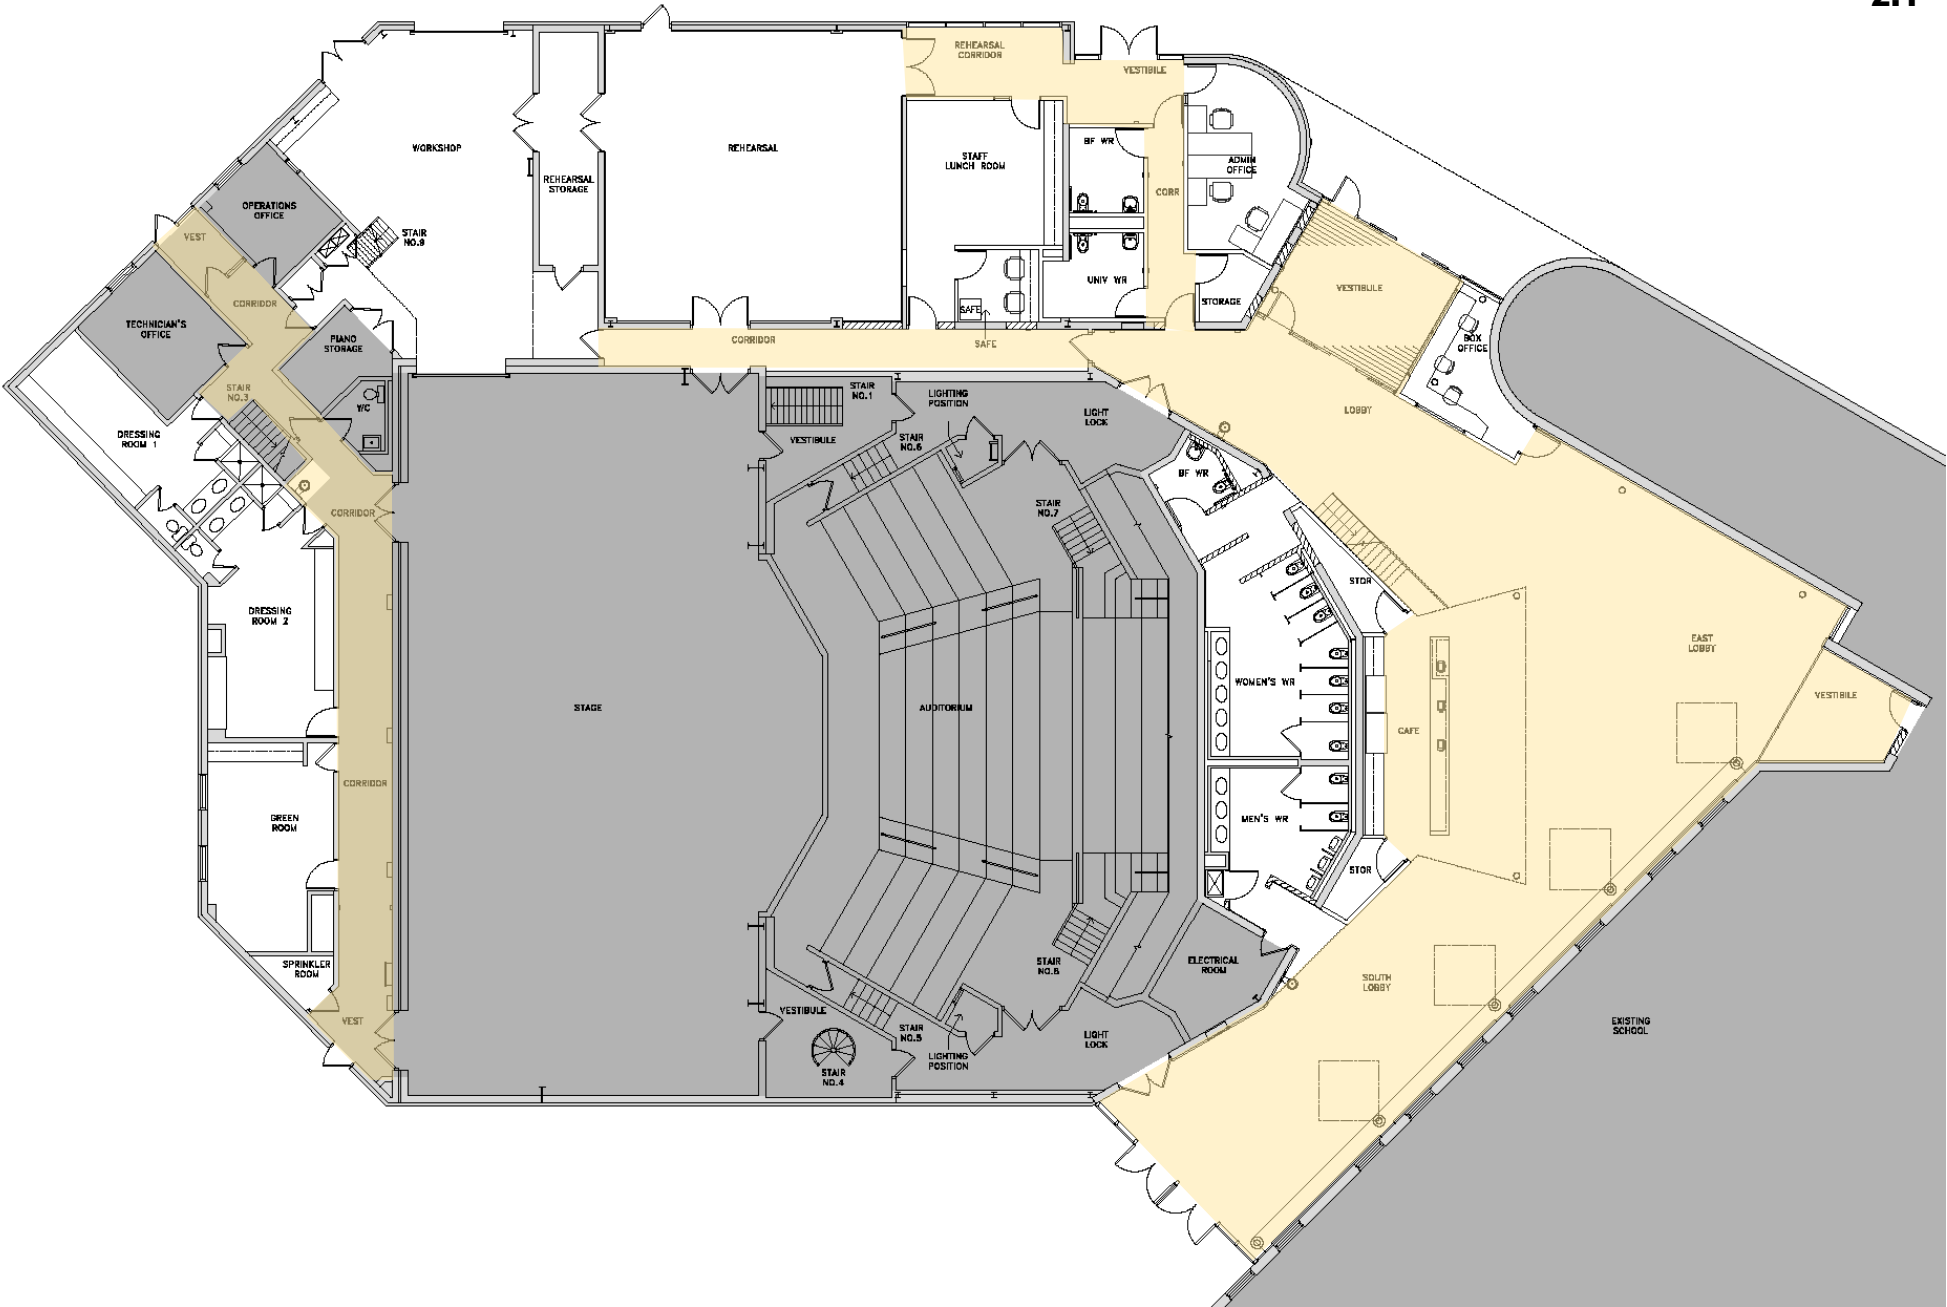 REHEARSAL
CORRIDOR
VESTIBILE
WORKSHOP
REHEARSAL
BF WR
STAFF
LUNCH ROOM
ADMIN
OFFICE
REHEARSAL
STORAGE
CORR
OPERATIONS
OFFICE
VEST
STAIR
NO.9
UNIV WR
VESTIBULE
CORRIDOR
STORAGE
SAFE
TECHNICIAN'S
OFFICE
PIANO
STORAGE
CORRIDOR
SAFE
BOX
OFFICE
STAIR
NO.3
W/C
STAIR
NO.1
LIGHTING
POSITION
LIGHT
LOCK
LOBBY
DRESSING
ROOM 1
VESTIBULE
STAIR
NO.6
BF WR
CORRIDOR
STAIR
NO.7
STOR
DRESSING
ROOM 2
EAST
LOBBY
WOMEN'S WR
VESTIBILE
STAGE
AUDITORIUM
CAFE
CORRIDOR
GREEN
ROOM
MEN'S WR
STOR
SPRINKLER
ROOM
STAIR
NO.8
ELECTRICAL
ROOM
SOUTH
LOBBY
VEST
VESTIBULE
STAIR
NO.5
LIGHT
LOCK
EXISTING
SCHOOL
LIGHTING
POSITION
STAIR
NO.4